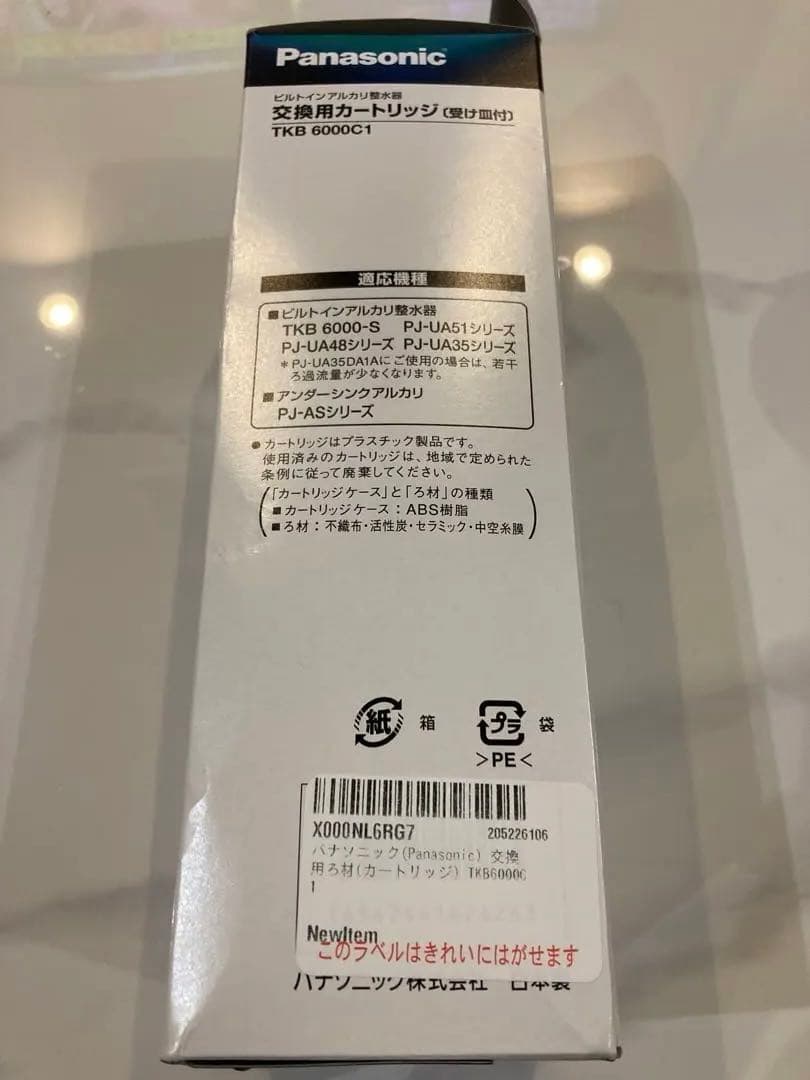 Panasonic
ビルトインアルカリ整水器
交換用カートリッジ〔受け皿付〕
TKB 6000C1
適応機種
■ビルトインアルカリ整水器
TKB 6000-S PJ-UA51シリーズ
PJ-UA48シリーズ PJ-UA35シリーズ
＊PJ-UA35DA1Aにご使用の場合は、若干
ろ過流量が少なくなります。
■アンダーシンクアルカリ
PJ-ASシリーズ
●カートリッジはプラスチック製品です。
使用済みのカートリッジは、地域で定められた
条例に従って廃棄してください。
(「カートリッジケース」と「ろ材」の種類
■カートリッジケース：ABS樹脂
■ろ材：不織布・活性炭・セラミック・中空糸膜)
紙 箱 プラ 袋
>PE<
X000NL6RG7 205226106
パナソニック(Panasonic) 交換
用ろ材(カートリッジ) TKB6000C
1
NewItem
このラベルはきれいにはがせます
パナソニック株式会社 日本製